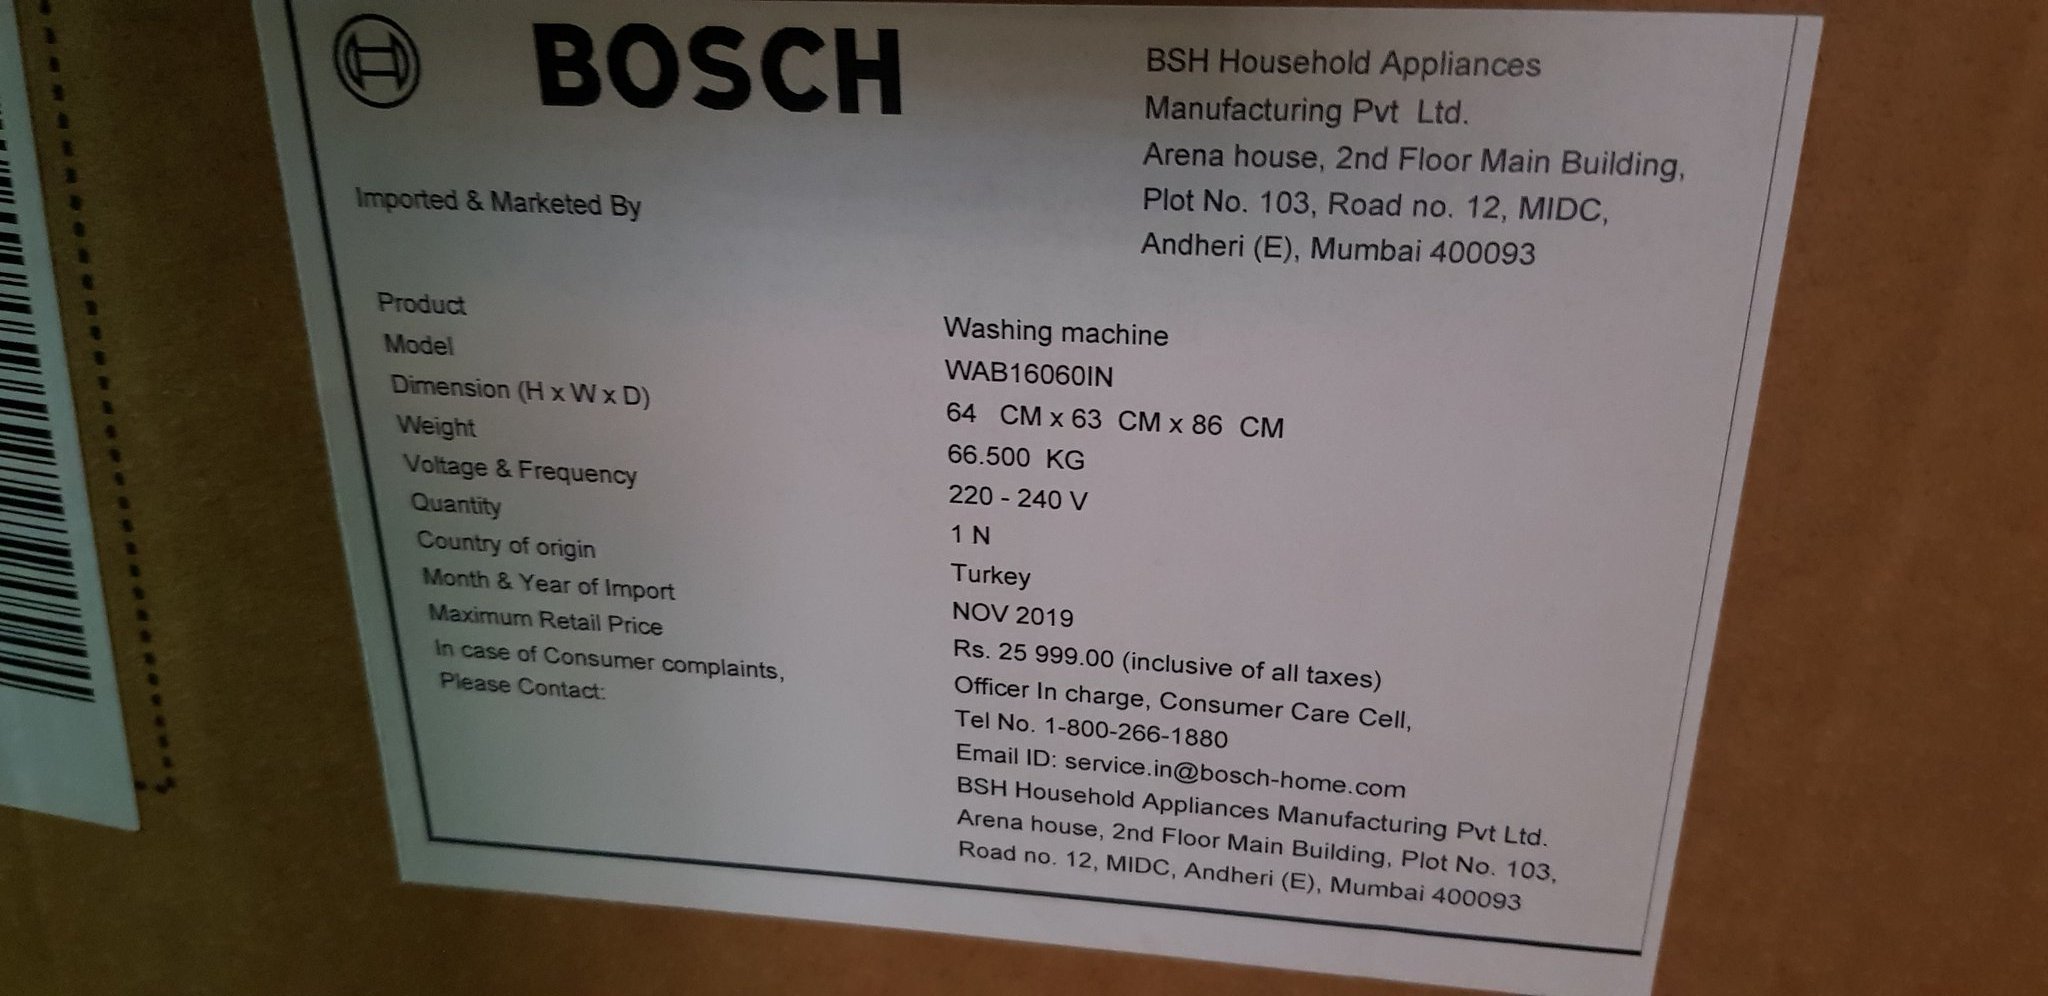 BOSCH
BSH Household Appliances
Manufacturing Pvt Ltd.
Arena house, 2nd Floor Main Building,
Plot No. 103, Road no. 12, MIDC,
Andheri (E), Mumbai 400093
Imported & Marketed By
Product Washing machine
Model WAB16060IN
Dimension (H x W x D) 64 CM x 63 CM x 86 CM
Weight 66.500 KG
Voltage & Frequency 220 - 240 V
Quantity 1 N
Country of origin Turkey
Month & Year of Import NOV 2019
Maximum Retail Price Rs. 25 999.00 (inclusive of all taxes)
In case of Consumer complaints, Officer In charge, Consumer Care Cell,
Please Contact: Tel No. 1-800-266-1880
Email ID: service.in@bosch-home.com
BSH Household Appliances Manufacturing Pvt Ltd.
Arena house, 2nd Floor Main Building, Plot No. 103,
Road no. 12, MIDC, Andheri (E), Mumbai 400093